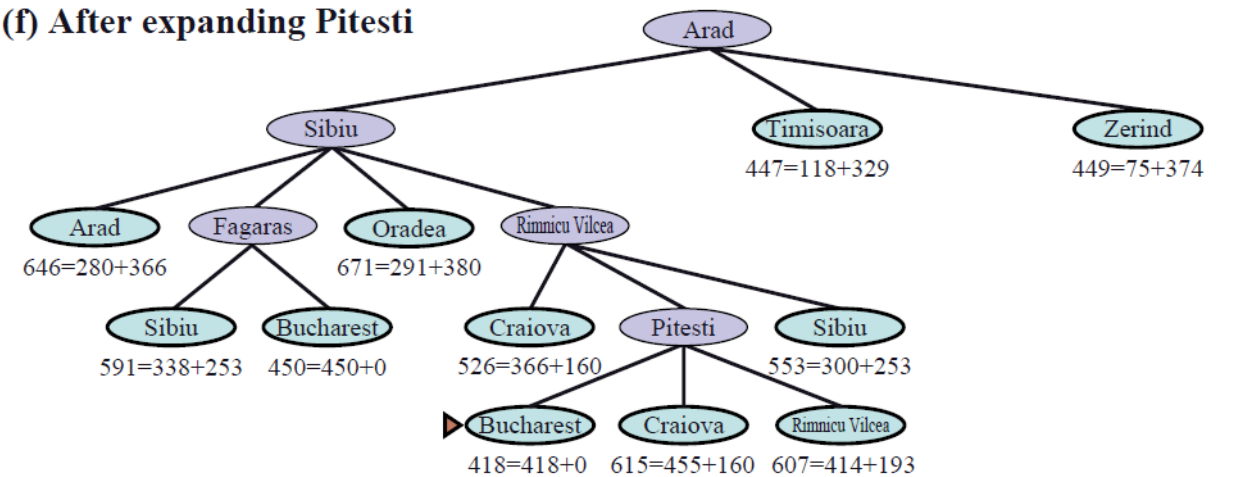 (f) After expanding Pitesti
Arad
Sibiu
Timisoara
Zerind
447=118+329
449=75+374
Arad
Fagaras
Oradea
Rimnicu Vilcea
646=280+366
671=291+380
Sibiu
Bucharest
Craiova
Pitesti
Sibiu
591=338+253
450=450+0
526=366+160
553=300+253
Bucharest
Craiova
Rimnicu Vilcea
418=418+0
615=455+160
607=414+193